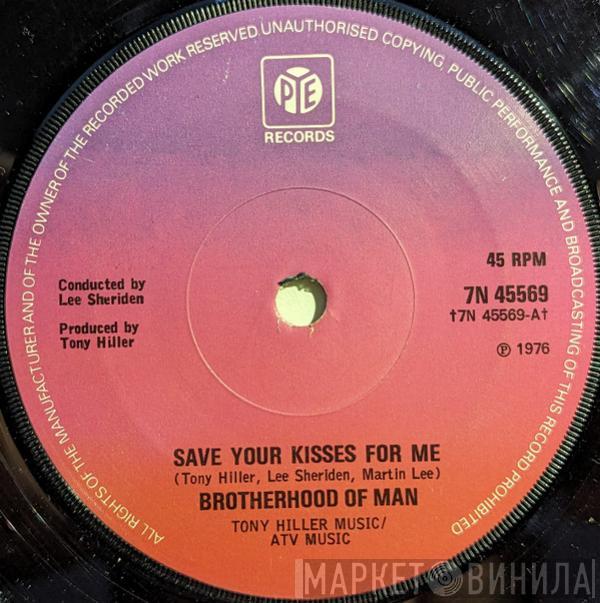 ALL RIGHTS OF THE MANUFACTURER AND OF THE OWNER OF THE RECORDED WORK RESERVED. UNAUTHORISED COPYING, PUBLIC PERFORMANCE AND BROADCASTING OF THIS RECORD PROHIBITED
PYE
RECORDS
45 RPM
7N 45569
†7N 45569-A†
℗ 1976
Conducted by
Lee Sheriden
Produced by
Tony Hiller
SAVE YOUR KISSES FOR ME
(Tony Hiller, Lee Sheriden, Martin Lee)
BROTHERHOOD OF MAN
TONY HILLER MUSIC/
ATV MUSIC
МАРКЕТ ВИНИЛА